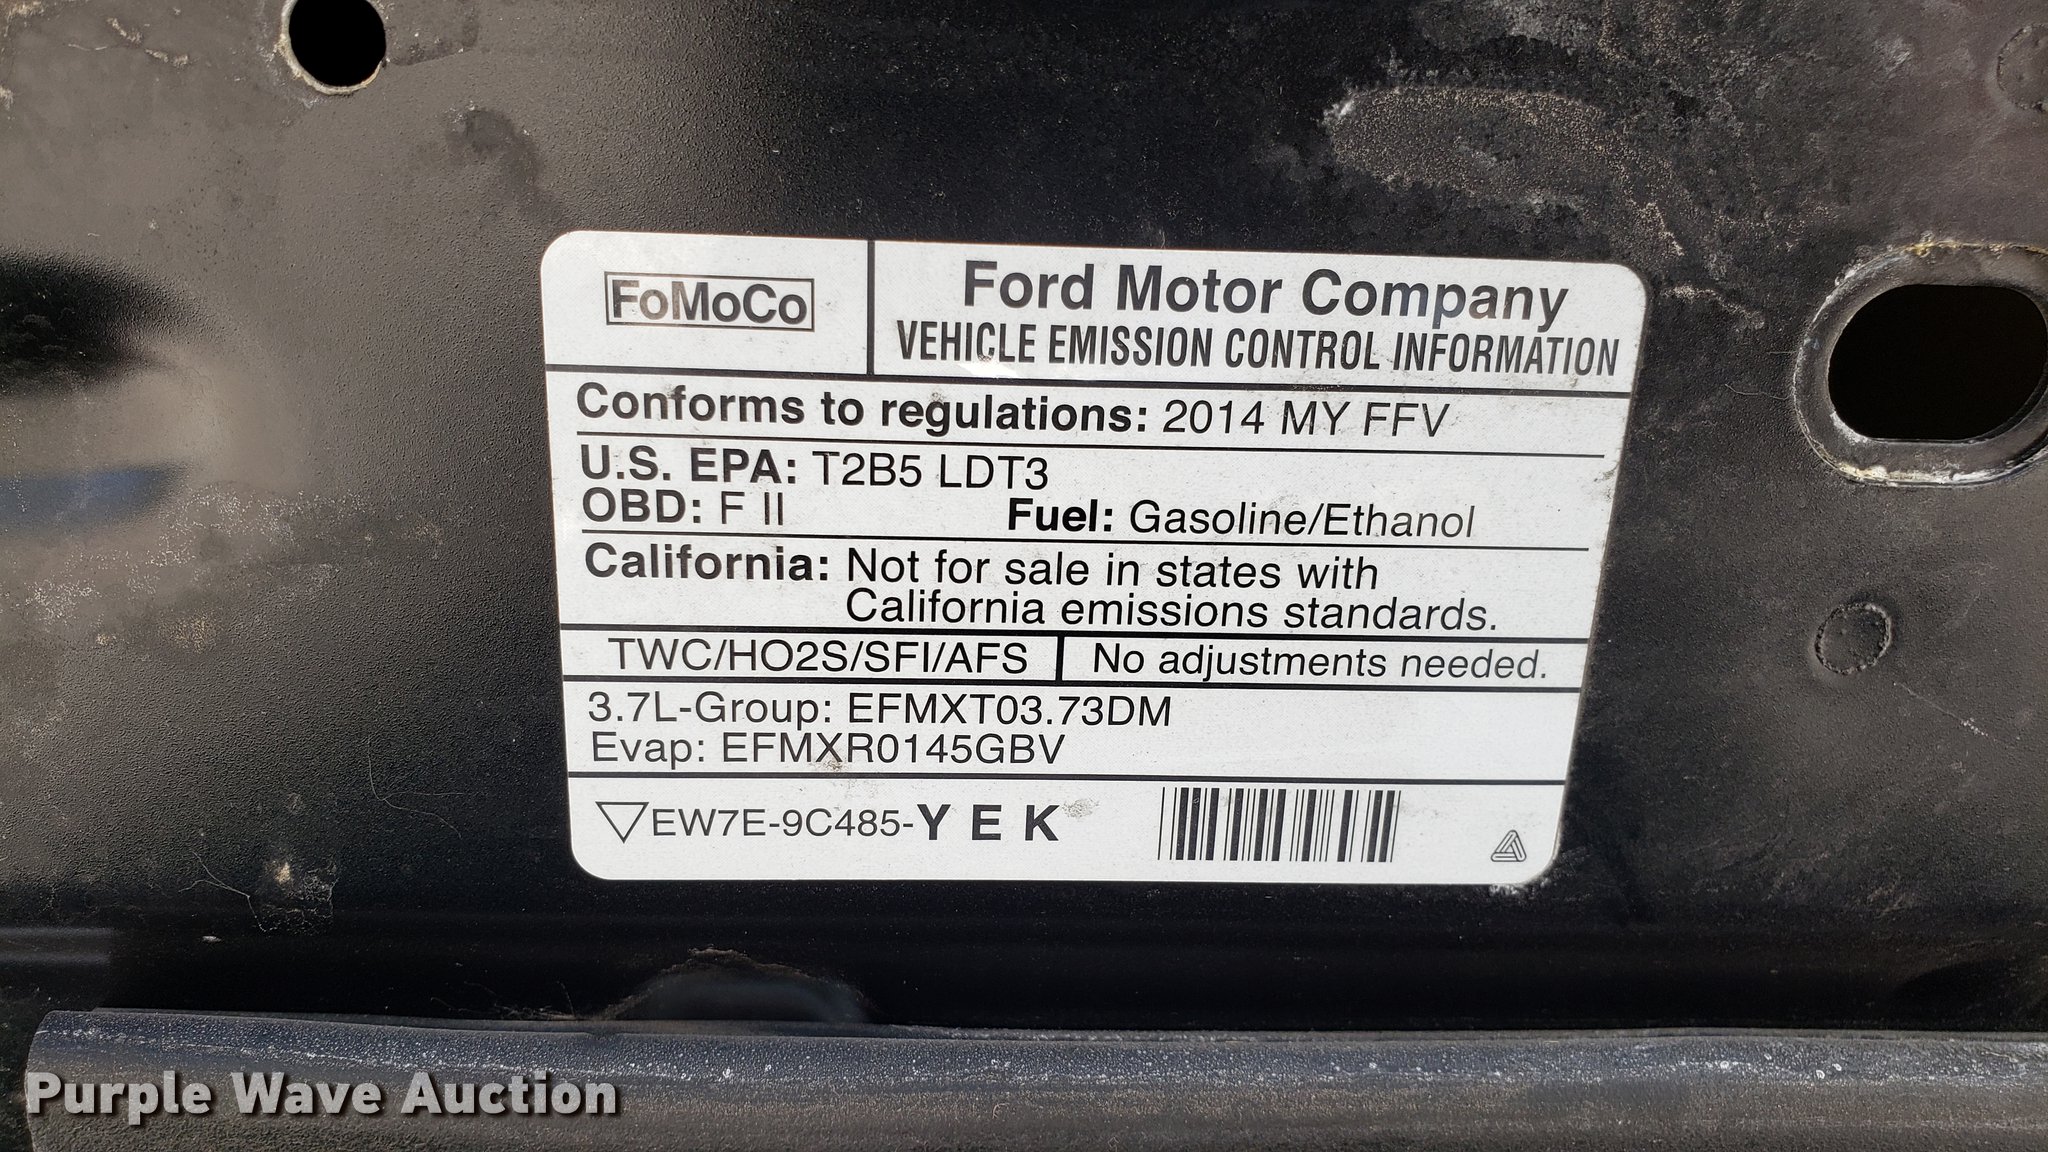 FoMoCo
Ford Motor Company
VEHICLE EMISSION CONTROL INFORMATION
Conforms to regulations: 2014 MY FFV
U.S. EPA: T2B5 LDT3
OBD: F II Fuel: Gasoline/Ethanol
California: Not for sale in states with
California emissions standards.
TWC/HO2S/SFI/AFS No adjustments needed.
3.7L-Group: EFMXT03.73DM
Evap: EFMXR0145GBV
EW7E-9C485-Y E K
Purple Wave Auction